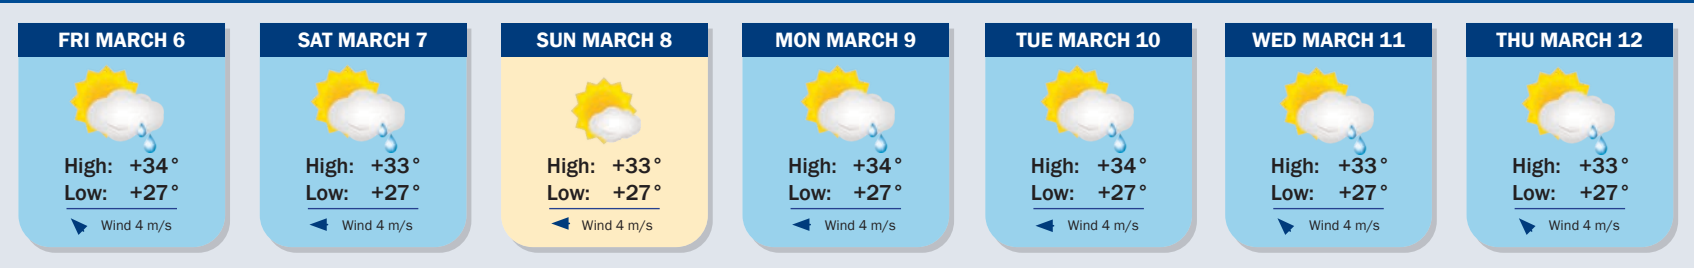 FRI MARCH 6
High: +34°
Low: +27°
Wind 4 m/s
SAT MARCH 7
High: +33°
Low: +27°
Wind 4 m/s
SUN MARCH 8
High: +33°
Low: +27°
Wind 4 m/s
MON MARCH 9
High: +34°
Low: +27°
Wind 4 m/s
TUE MARCH 10
High: +34°
Low: +27°
Wind 4 m/s
WED MARCH 11
High: +33°
Low: +27°
Wind 4 m/s
THU MARCH 12
High: +33°
Low: +27°
Wind 4 m/s